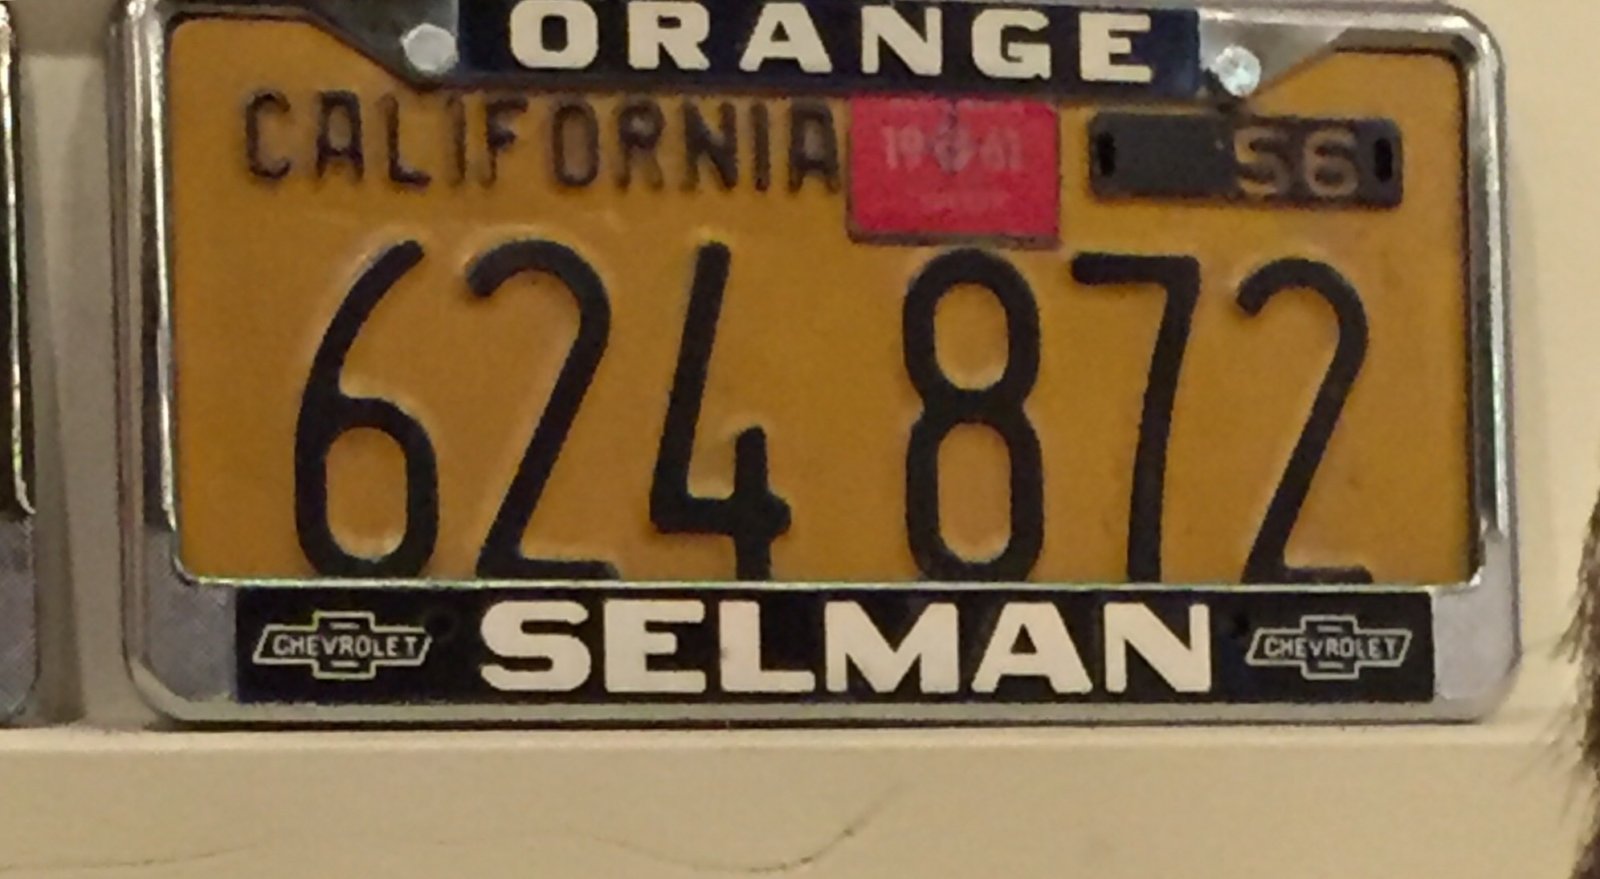 ORANGE
CALIFORNIA 1961 56
624 872
CHEVROLET SELMAN CHEVROLET